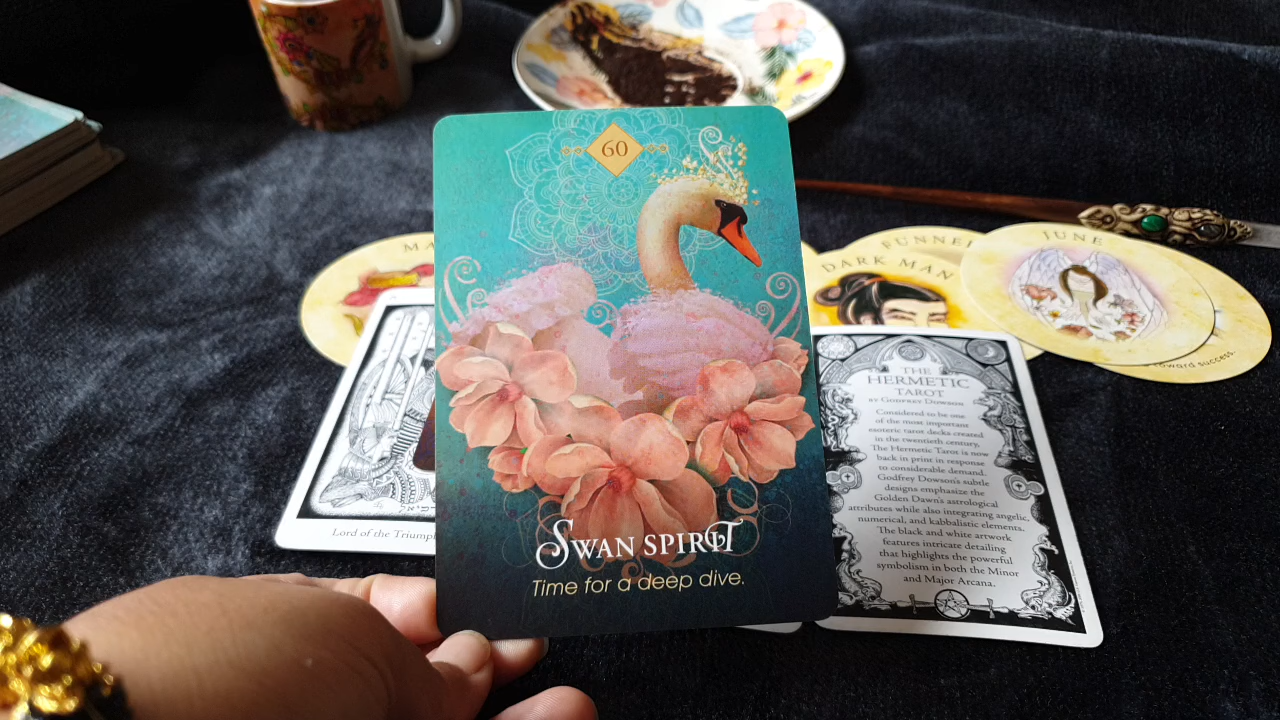 60
SWAN SPIRIT
Time for a deep dive.
MA
FUNNE
DARK MAN
JUNE
toward success.
Lord of the Triump
THE
HERMETIC
TAROT
BY GODFREY DOWSON
Considered to be one
of the most important
esoteric tarot decks created
in the twentieth century,
The Hermetic Tarot is now
back in print in response
to considerable demand.
Godfrey Dowson's subtle
designs emphasize the
Golden Dawn's astrological
attributes while also integrating angelic,
numerical, and kabbalistic elements.
The black and white artwork
features intricate detailing
that highlights the powerful
symbolism in both the Minor
and Major Arcana.